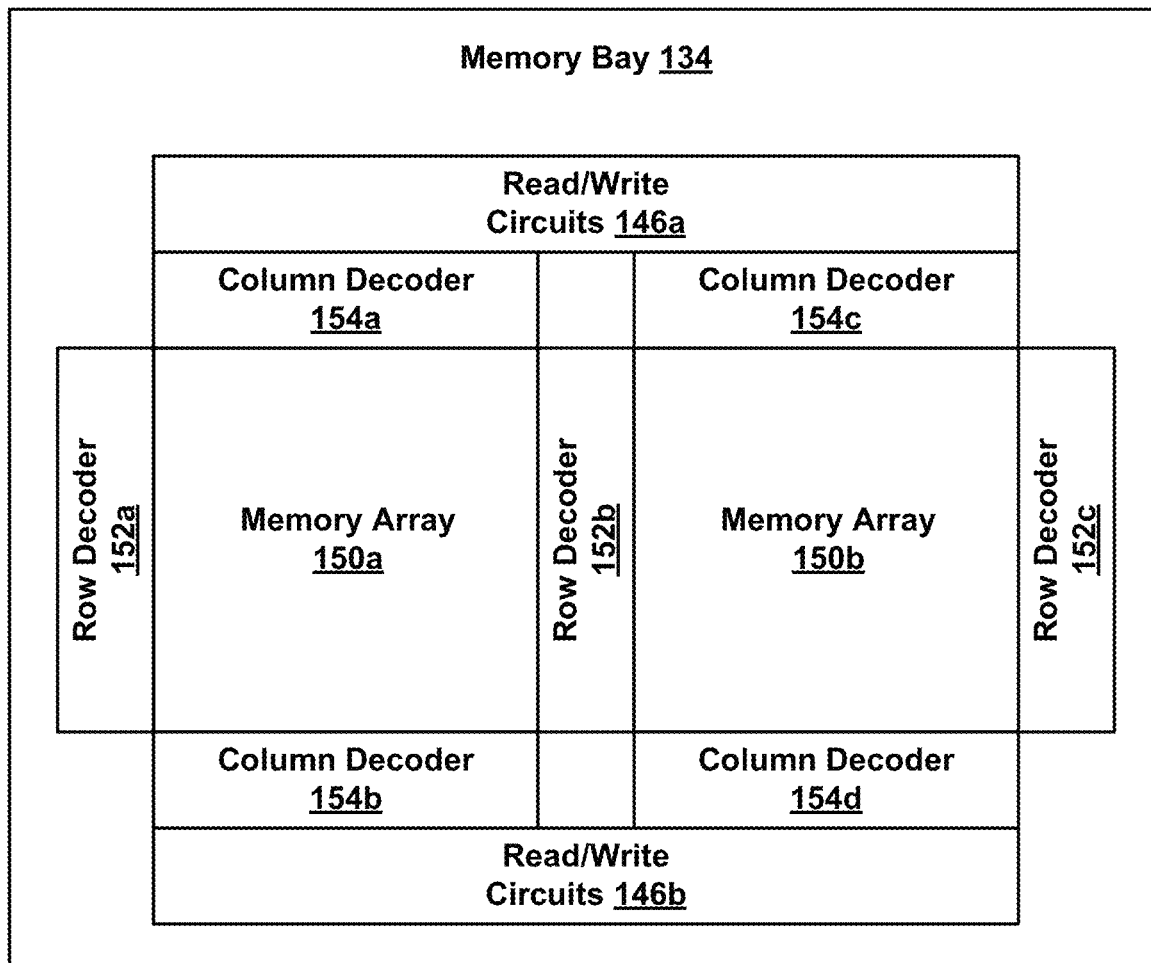 Memory Bay 134
Read/Write
Circuits 146a
Column Decoder
154a
Column Decoder
154c
Row Decoder
152a
Memory Array
150a
Row Decoder
152b
Memory Array
150b
Row Decoder
152c
Column Decoder
154b
Column Decoder
154d
Read/Write
Circuits 146b